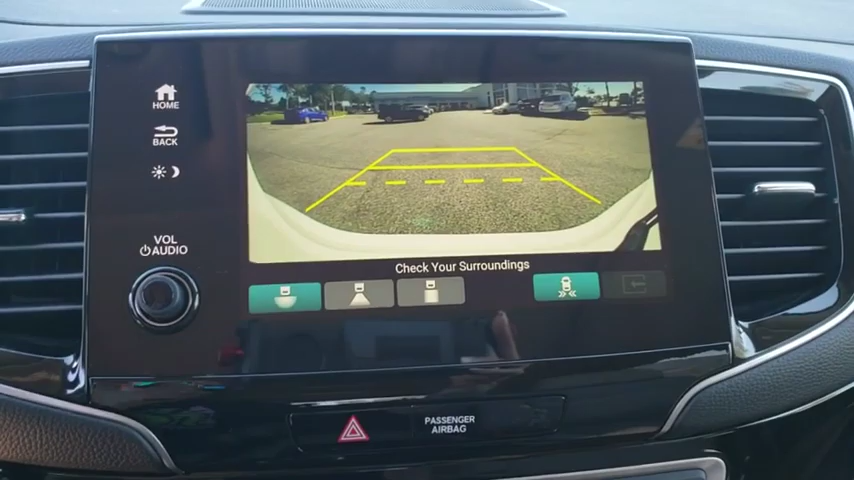 HOME
BACK
VOL
AUDIO
Check Your Surroundings
PASSENGER
AIRBAG